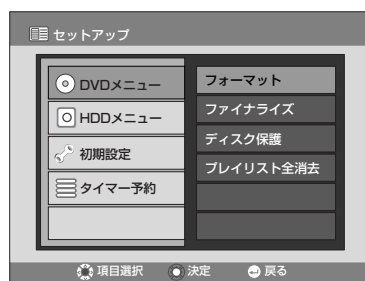 セットアップ
DVDメニュー
HDDメニュー
初期設定
タイマー予約
フォーマット
ファイナライズ
ディスク保護
プレイリスト全消去
項目選択 決定 戻る